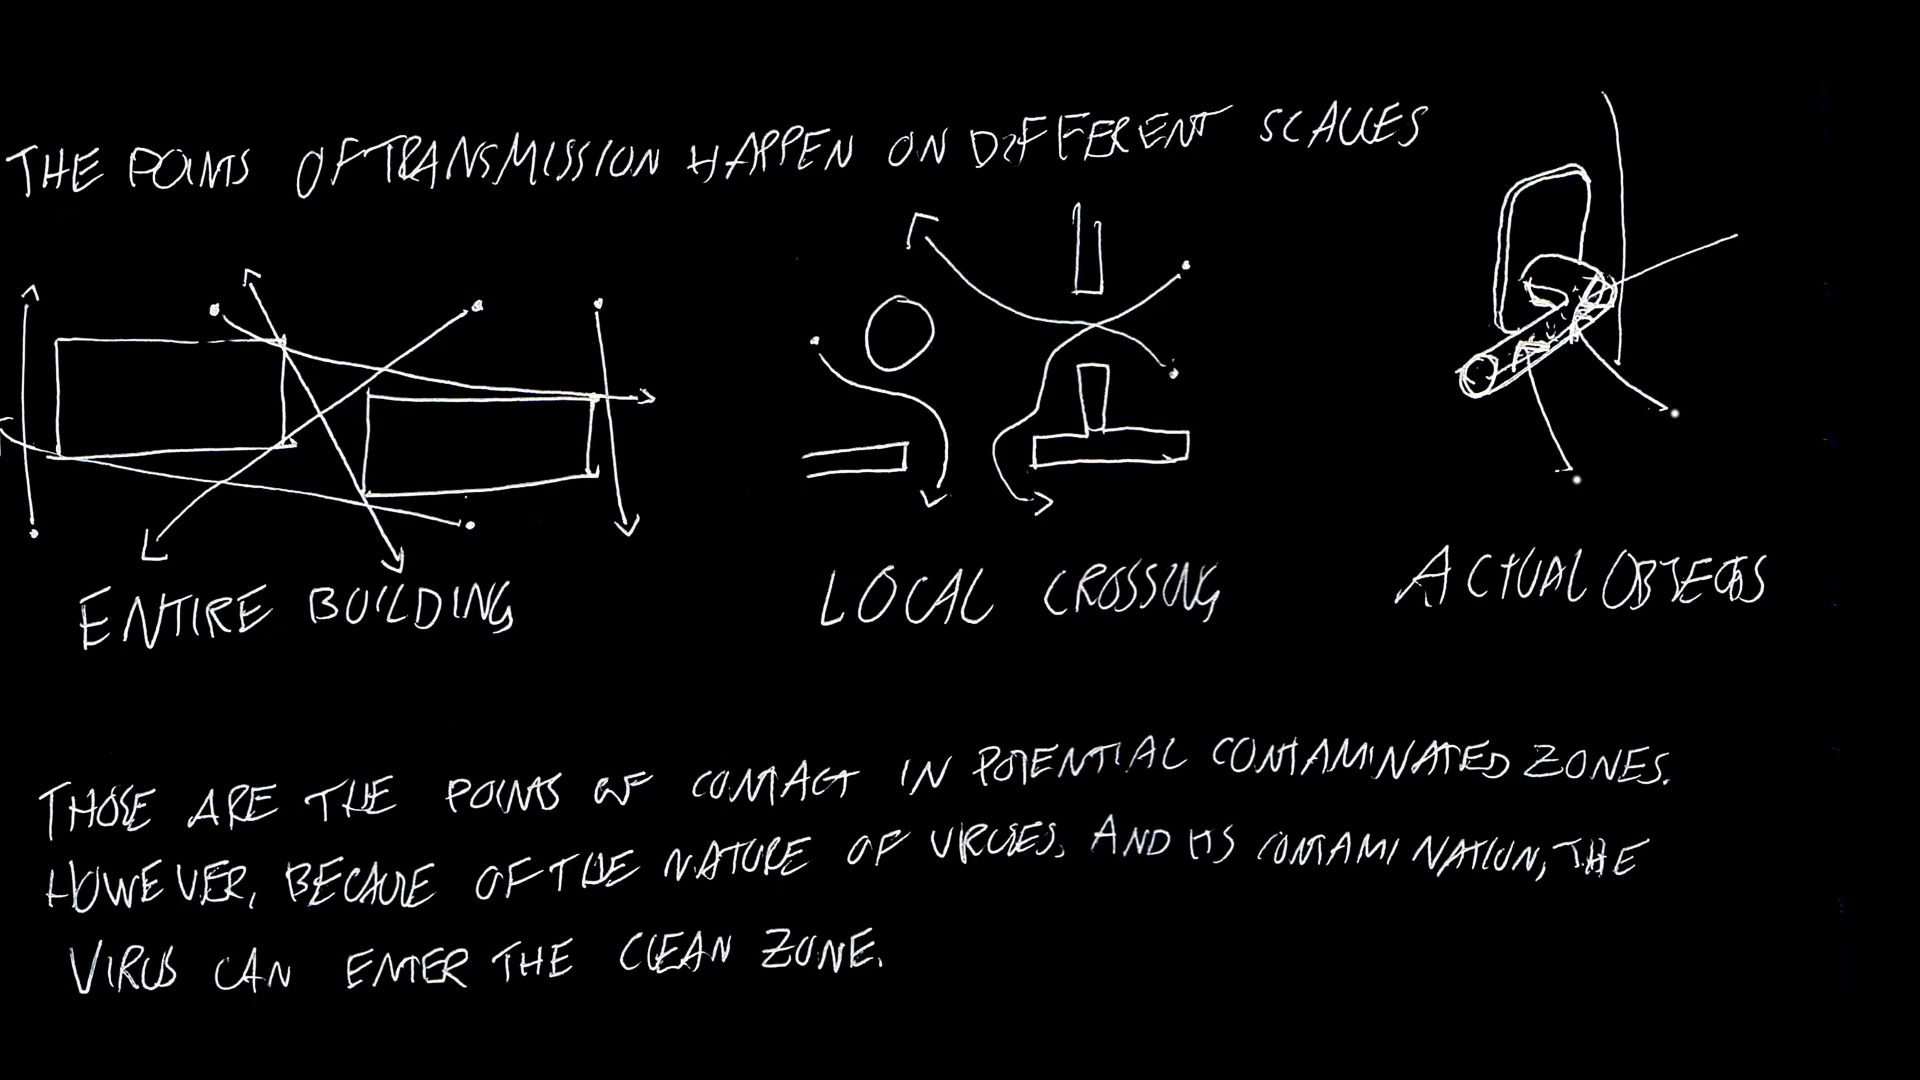 THE POINTS OF TRANSMISSION HAPPEN ON DIFFERENT SCALLES
ENTIRE BUILDING
LOCAL CROSSING
ACTUAL OBJECTS
THOSE ARE THE POINTS OF CONTACT IN POTENTIAL CONTAMINATED ZONES.
HOWEVER, BECAUSE OF THE NATURE OF VIRUSES, AND ITS CONTAMINATION, THE
VIRUS CAN ENTER THE CLEAN ZONE.